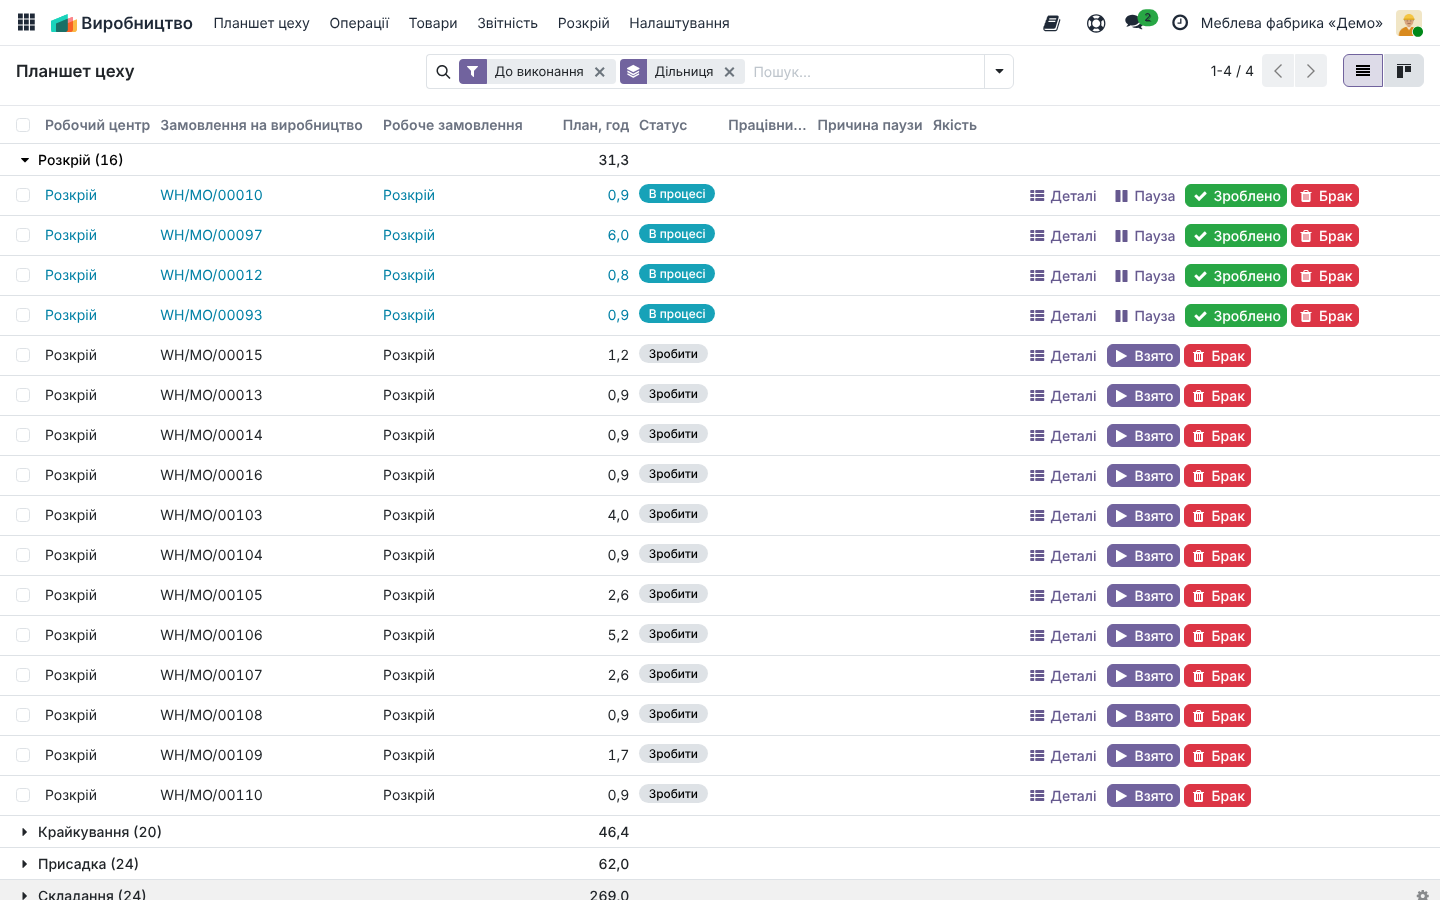 Виробництво Планшет цеху Операції Товари Звітність Розкрій Налаштування 2 Меблева фабрика «Демо»
Планшет цеху До виконання Дільниця Пошук... 1-4 / 4
Робочий центр Замовлення на виробництво Робоче замовлення План, год Статус Працівни... Причина паузи Якість
Розкрій (16) 31,3
Розкрій WH/MO/00010 Розкрій 0,9 В процесі Деталі Пауза Зроблено Брак
Розкрій WH/MO/00097 Розкрій 6,0 В процесі Деталі Пауза Зроблено Брак
Розкрій WH/MO/00012 Розкрій 0,8 В процесі Деталі Пауза Зроблено Брак
Розкрій WH/MO/00093 Розкрій 0,9 В процесі Деталі Пауза Зроблено Брак
Розкрій WH/MO/00015 Розкрій 1,2 Зробити Деталі Взято Брак
Розкрій WH/MO/00013 Розкрій 0,9 Зробити Деталі Взято Брак
Розкрій WH/MO/00014 Розкрій 0,9 Зробити Деталі Взято Брак
Розкрій WH/MO/00016 Розкрій 0,9 Зробити Деталі Взято Брак
Розкрій WH/MO/00103 Розкрій 4,0 Зробити Деталі Взято Брак
Розкрій WH/MO/00104 Розкрій 0,9 Зробити Деталі Взято Брак
Розкрій WH/MO/00105 Розкрій 2,6 Зробити Деталі Взято Брак
Розкрій WH/MO/00106 Розкрій 5,2 Зробити Деталі Взято Брак
Розкрій WH/MO/00107 Розкрій 2,6 Зробити Деталі Взято Брак
Розкрій WH/MO/00108 Розкрій 0,9 Зробити Деталі Взято Брак
Розкрій WH/MO/00109 Розкрій 1,7 Зробити Деталі Взято Брак
Розкрій WH/MO/00110 Розкрій 0,9 Зробити Деталі Взято Брак
Крайкування (20) 46,4
Присадка (24) 62,0
Складання (24) 269,0